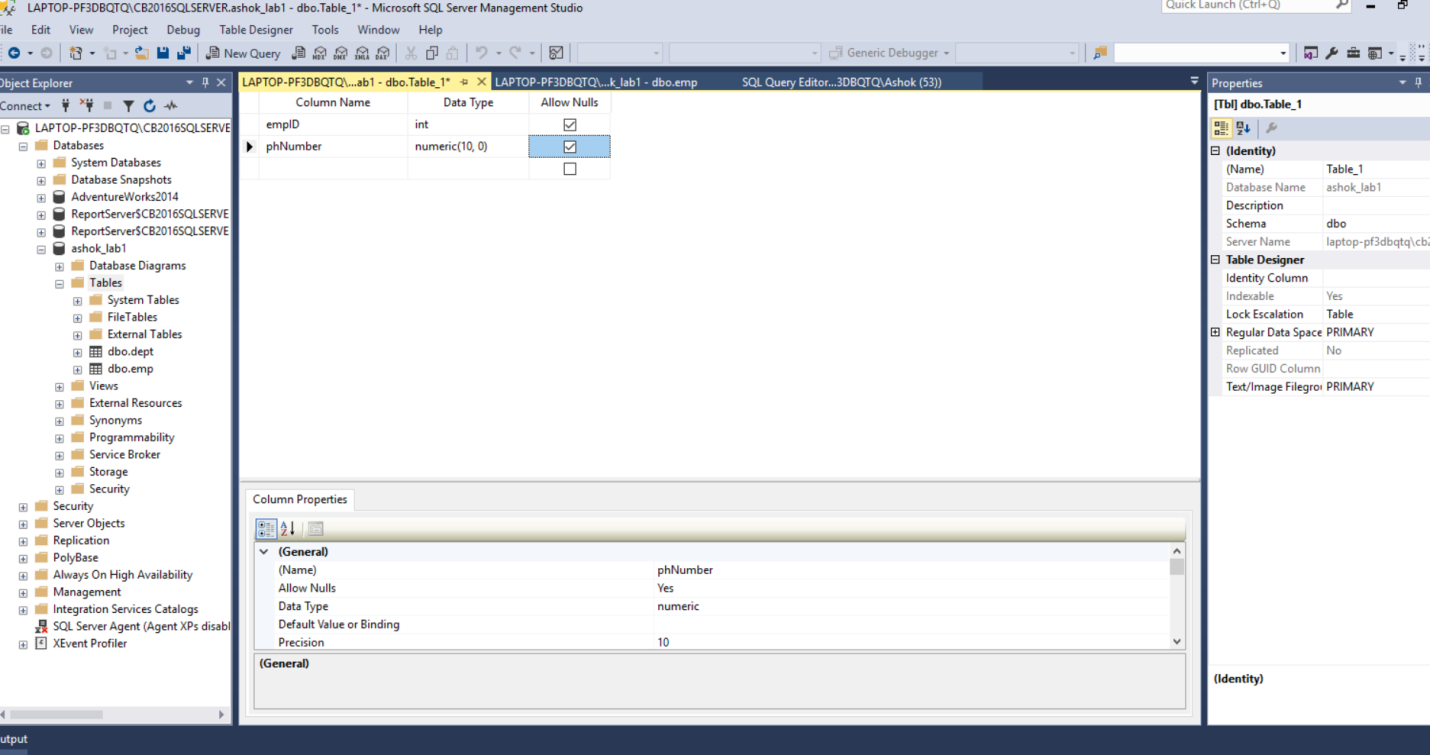 LAPTOP-PF3DBQTQ\CB2016SQLSERVER.ashok_lab1 - dbo.Table_1* - Microsoft SQL Server Management Studio
Quick Launch (Ctrl+Q)
ile Edit View Project Debug Table Designer Tools Window Help
New Query MDX DMX XMLA DAX Generic Debugger
Object Explorer
Connect
LAPTOP-PF3DBQTQ\CB2016SQLSERVE
Databases
System Databases
Database Snapshots
AdventureWorks2014
ReportServer$CB2016SQLSERVE
ReportServer$CB2016SQLSERVE
ashok_lab1
Database Diagrams
Tables
System Tables
FileTables
External Tables
dbo.dept
dbo.emp
Views
External Resources
Synonyms
Programmability
Service Broker
Storage
Security
Security
Server Objects
Replication
PolyBase
Always On High Availability
Management
Integration Services Catalogs
SQL Server Agent (Agent XPs disabl
XEvent Profiler
LAPTOP-PF3DBQTQ\...ab1 - dbo.Table_1* LAPTOP-PF3DBQTQ\...k_lab1 - dbo.emp SQL Query Editor...3DBQTQ\Ashok (53))
Column Name Data Type Allow Nulls
empID int
phNumber numeric(10, 0)
Column Properties
(General)
(Name) phNumber
Allow Nulls Yes
Data Type numeric
Default Value or Binding
Precision 10
(General)
Properties
[Tbl] dbo.Table_1
(Identity)
(Name) Table_1
Database Name ashok_lab1
Description
Schema dbo
Server Name laptop-pf3dbqtq\cb2
Table Designer
Identity Column
Indexable Yes
Lock Escalation Table
Regular Data Space PRIMARY
Replicated No
Row GUID Column
Text/Image Filegrou PRIMARY
(Identity)
utput